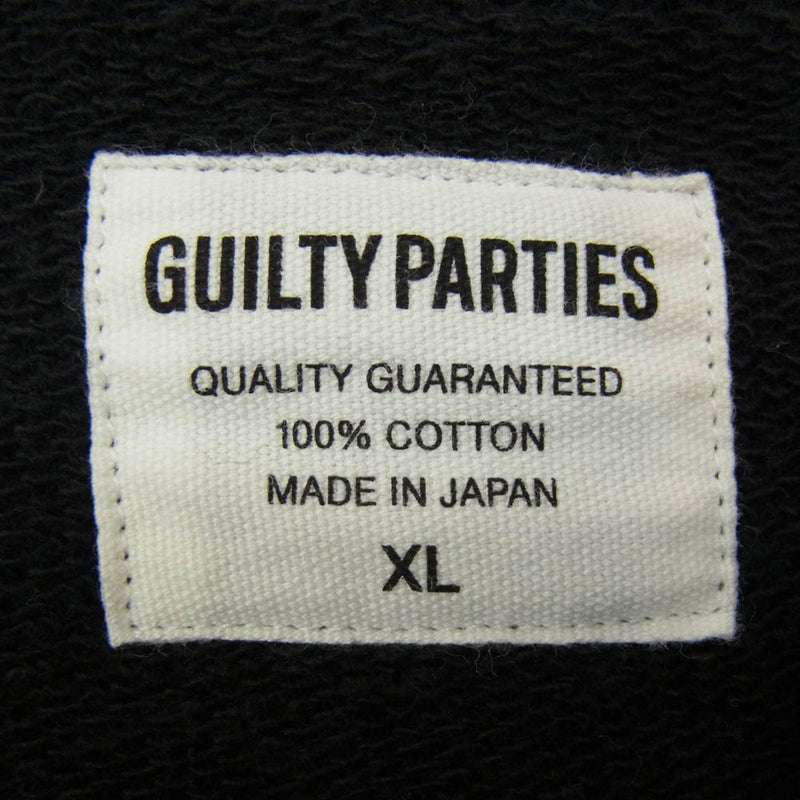 GUILTY PARTIES
QUALITY GUARANTEED
100% COTTON
MADE IN JAPAN
XL